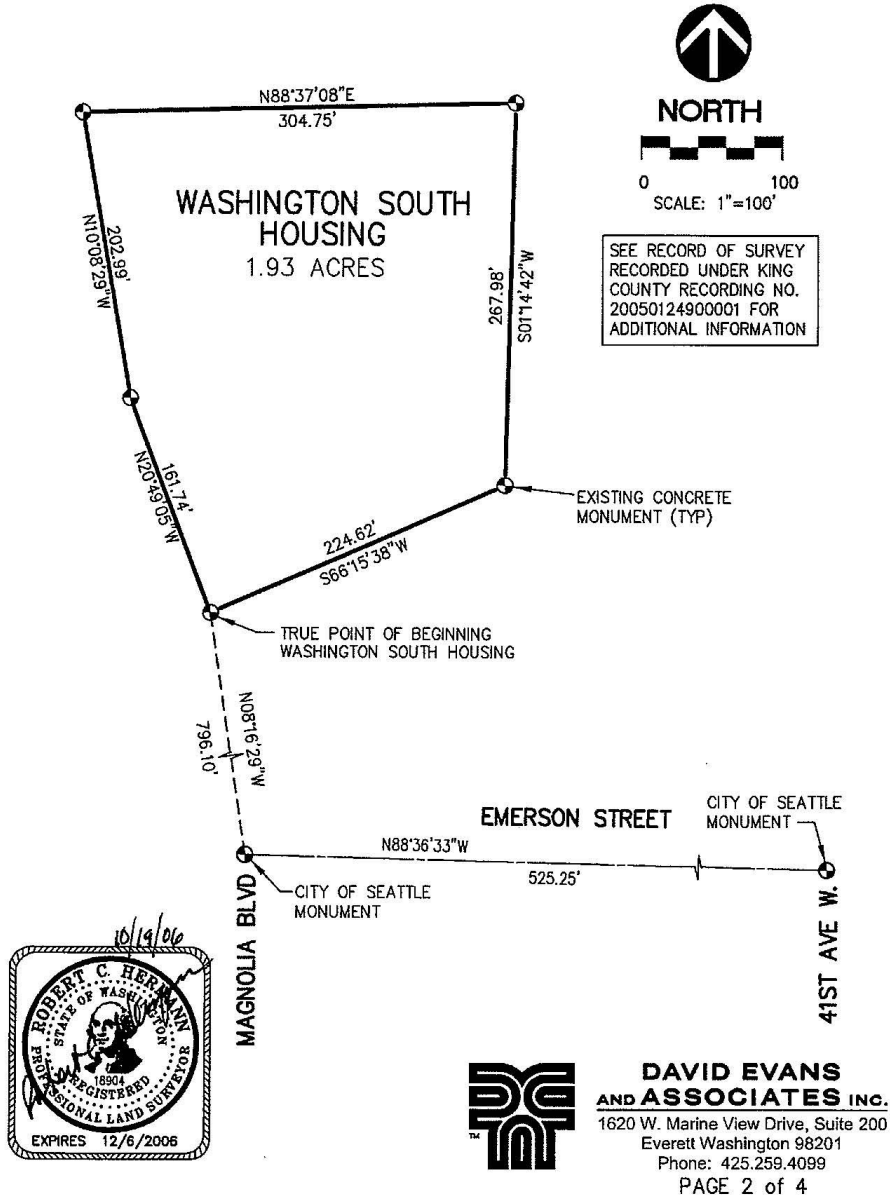 NORTH
0 100
SCALE: 1"=100'
SEE RECORD OF SURVEY
RECORDED UNDER KING
COUNTY RECORDING NO.
20050124900001 FOR
ADDITIONAL INFORMATION
N88°37'08"E
304.75'
WASHINGTON SOUTH
HOUSING
1.93 ACRES
202.99'
N10°08'29"W
267.98'
S01°14'42"W
161.74'
N20°49'05"W
EXISTING CONCRETE
MONUMENT (TYP)
224.62'
S66°15'38"W
TRUE POINT OF BEGINNING
WASHINGTON SOUTH HOUSING
N08°16'29"W
796.10'
EMERSON STREET
CITY OF SEATTLE
MONUMENT
N88°36'33"W
525.25'
CITY OF SEATTLE
MONUMENT
MAGNOLIA BLVD
41ST AVE W.
10/19/06
ROBERT C. HERMANN
STATE OF WASHINGTON
18904
REGISTERED
PROFESSIONAL LAND SURVEYOR
EXPIRES 12/6/2006
TM
DAVID EVANS
AND ASSOCIATES INC.
1620 W. Marine View Drive, Suite 200
Everett Washington 98201
Phone: 425.259.4099
PAGE 2 of 4